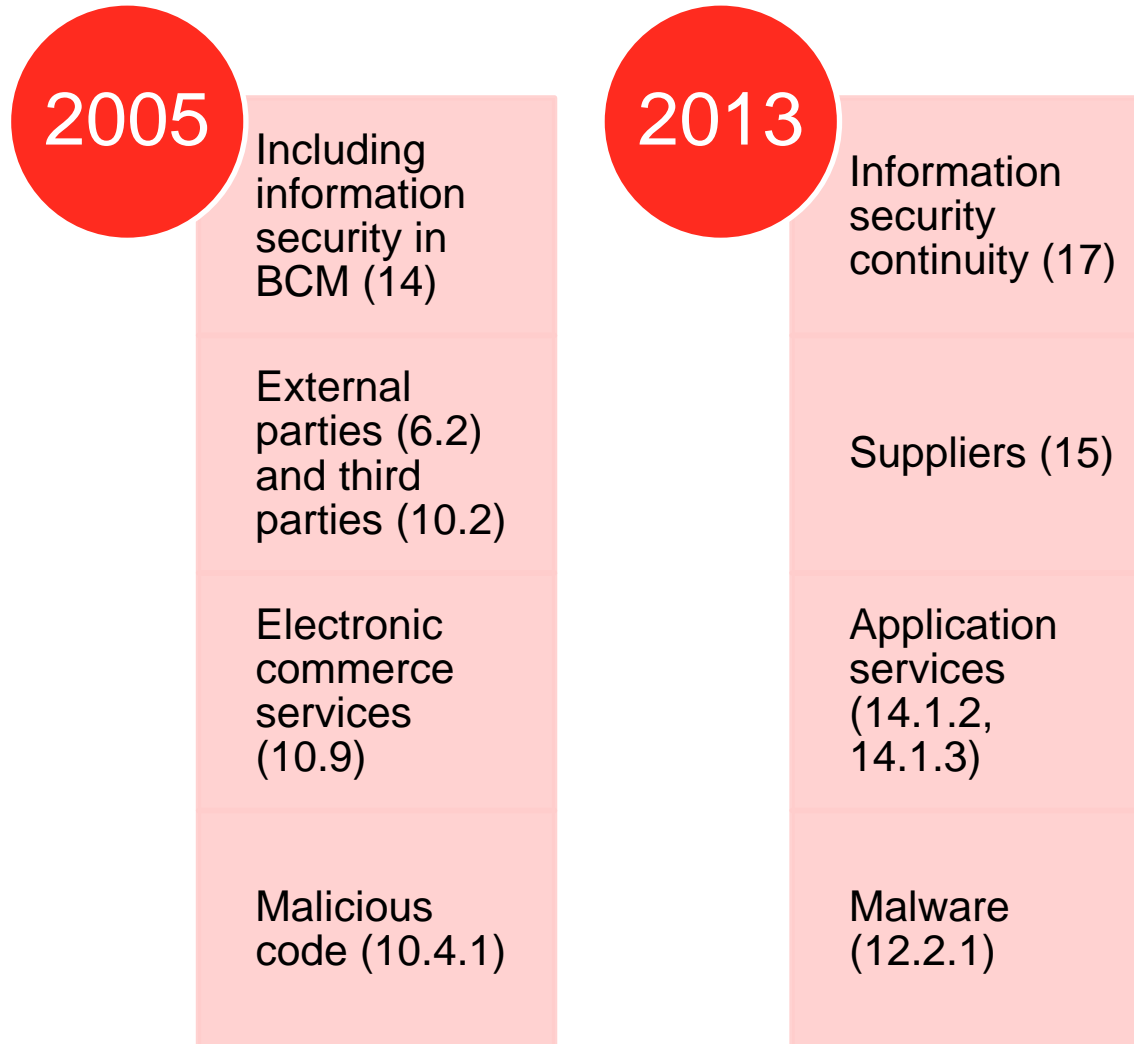 2005
Including
information
security in
BCM (14)
External
parties (6.2)
and third
parties (10.2)
Electronic
commerce
services
(10.9)
Malicious
code (10.4.1)
2013
Information
security
continuity (17)
Suppliers (15)
Application
services
(14.1.2,
14.1.3)
Malware
(12.2.1)